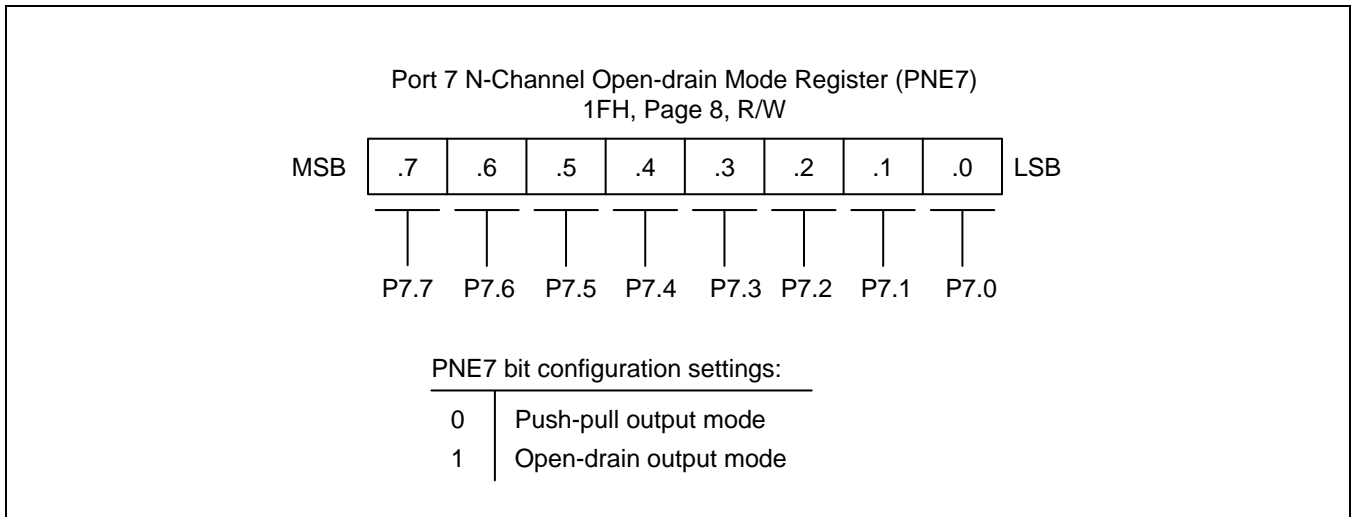 Port 7 N-Channel Open-drain Mode Register (PNE7)
1FH, Page 8, R/W
MSB .7 .6 .5 .4 .3 .2 .1 .0 LSB
P7.7 P7.6 P7.5 P7.4 P7.3 P7.2 P7.1 P7.0
PNE7 bit configuration settings:
0 Push-pull output mode
1 Open-drain output mode